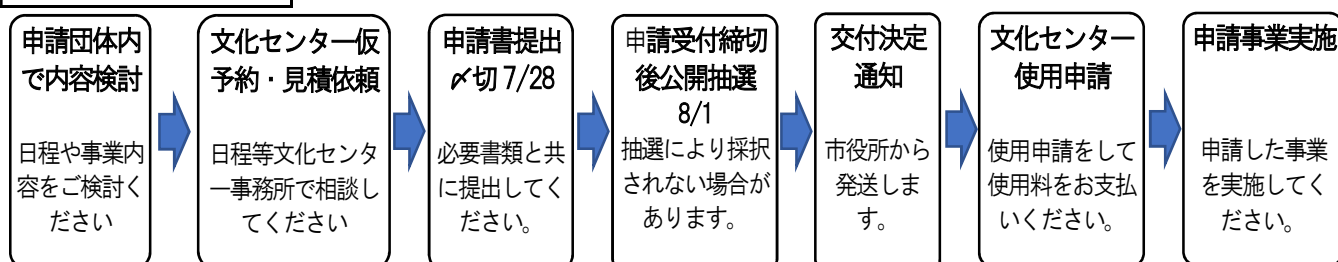 申請団体内
で内容検討
日程や事業内
容をご検討く
ださい
文化センター仮
予約・見積依頼
日程等文化センタ
ー事務所で相談し
てください
申請書提出
〆切 7/28
必要書類と共
に提出してく
ださい。
申請受付締切
後公開抽選
8/1
抽選により採択
されない場合が
あります。
交付決定
通知
市役所から
発送しま
す。
文化センター
使用申請
使用申請をして
使用料をお支払
いください。
申請事業実施
申請した事業
を実施してく
ださい。